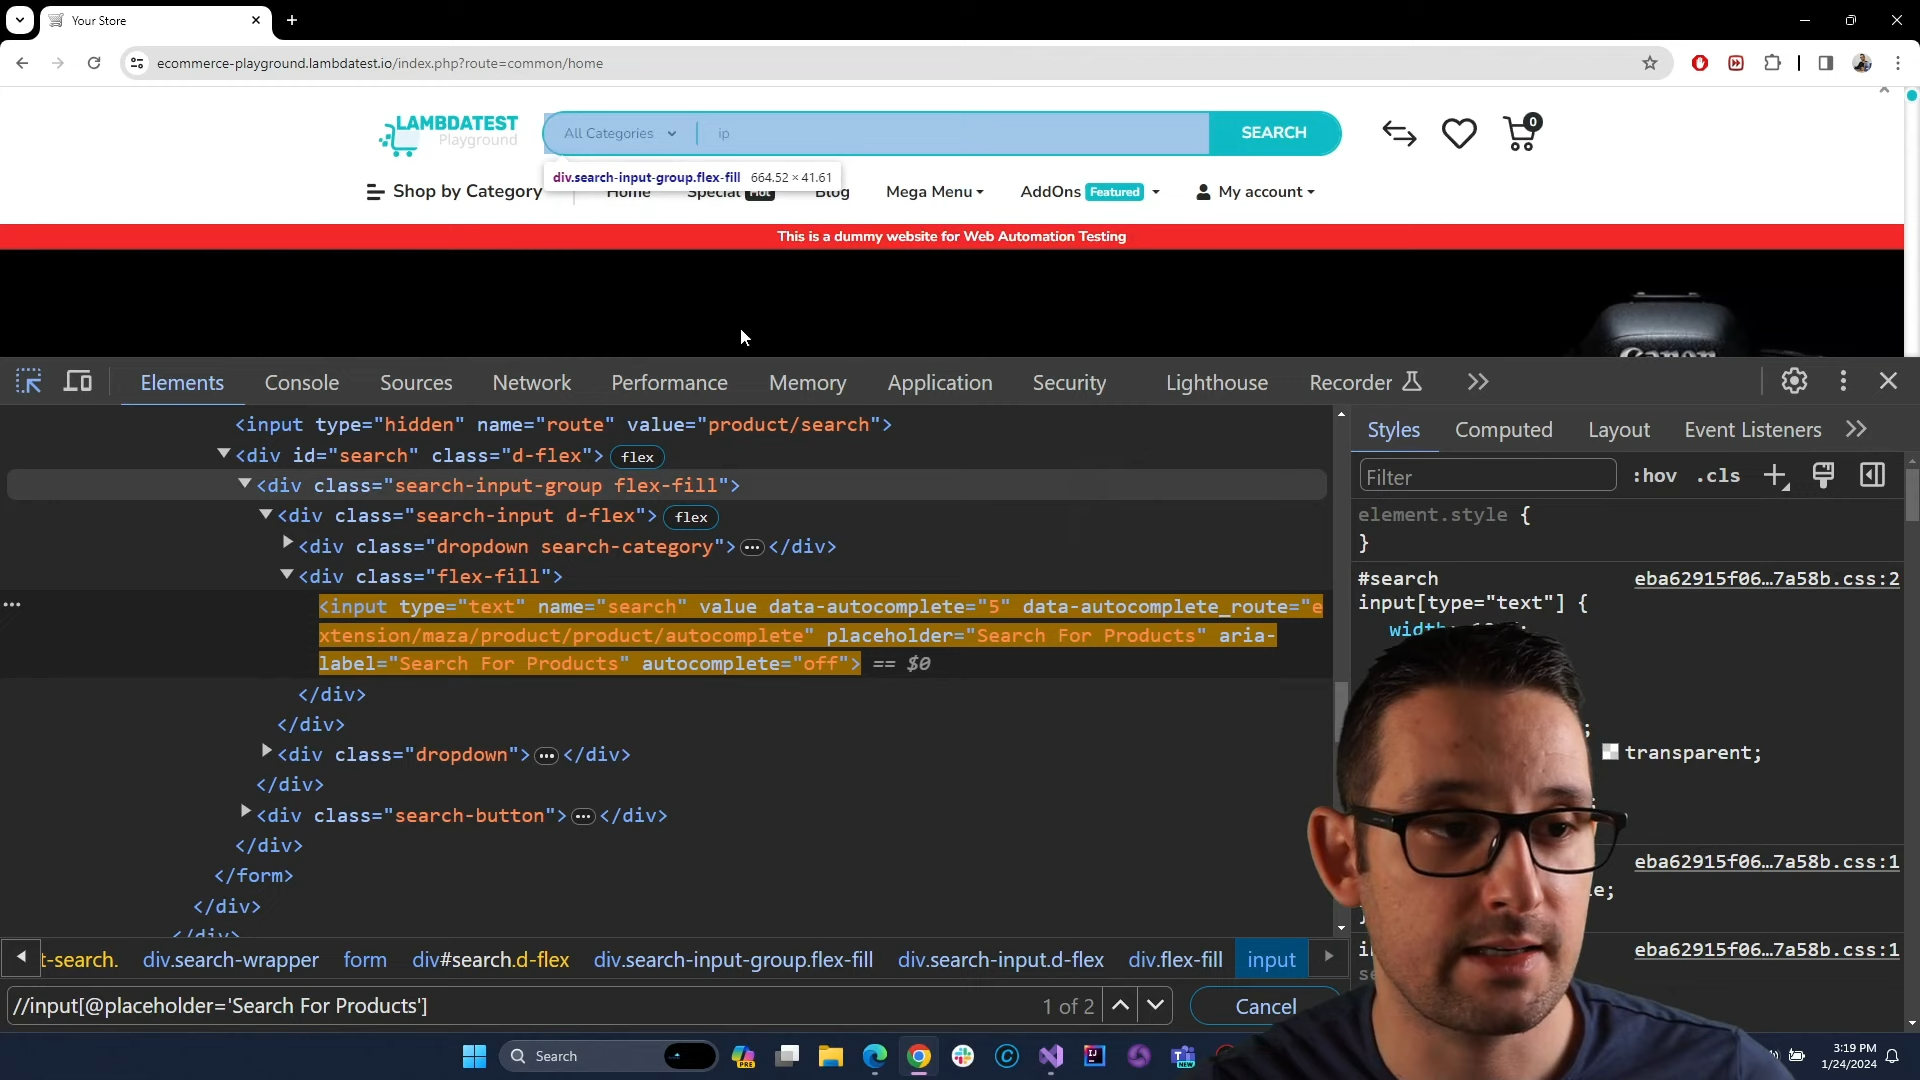 Your Store
ecommerce-playground.lambdatest.io/index.php?route=common/home
LAMBDATEST
Playground
All Categories
ip
SEARCH
0
div.search-input-group.flex-fill 664.52 × 41.61
Shop by Category
Home
Special Hot
Blog
Mega Menu
AddOns Featured
My account
This is a dummy website for Web Automation Testing
Canon
Elements
Console
Sources
Network
Performance
Memory
Application
Security
Lighthouse
Recorder
<input type="hidden" name="route" value="product/search">
<div id="search" class="d-flex"> flex
<div class="search-input-group flex-fill">
<div class="search-input d-flex"> flex
<div class="dropdown search-category"> … </div>
<div class="flex-fill">
<input type="text" name="search" value data-autocomplete="5" data-autocomplete_route="e
xtension/maza/product/product/autocomplete" placeholder="Search For Products" aria-
label="Search For Products" autocomplete="off"> == $0
</div>
</div>
<div class="dropdown"> … </div>
</div>
<div class="search-button"> … </div>
</div>
</form>
</div>
</div>
Styles
Computed
Layout
Event Listeners
Filter
:hov
.cls
element.style {
}
#search
eba62915f06…7a58b.css:2
input[type="text"] {
width:
;
transparent;
eba62915f06…7a58b.css:1
le;
}
eba62915f06…7a58b.css:1
t-search.
div.search-wrapper
form
div#search.d-flex
div.search-input-group.flex-fill
div.search-input.d-flex
div.flex-fill
input
//input[@placeholder='Search For Products']
1 of 2
Cancel
Search
PRE
NEW
3:19 PM
1/24/2024